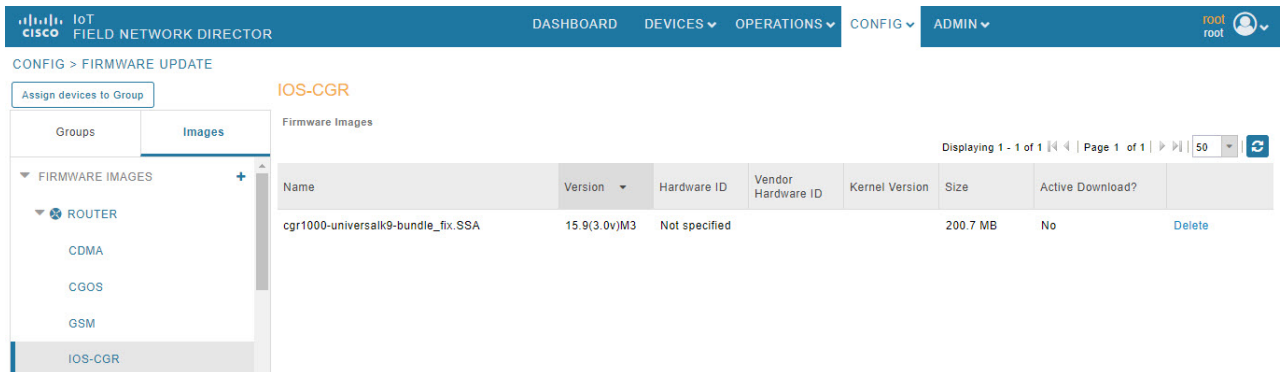 IoT
CISCO FIELD NETWORK DIRECTOR
DASHBOARD DEVICES OPERATIONS CONFIG ADMIN
root
root
CONFIG > FIRMWARE UPDATE
Assign devices to Group
Groups Images
FIRMWARE IMAGES +
ROUTER
CDMA
CGOS
GSM
IOS-CGR
IOS-CGR
Firmware Images
Displaying 1 - 1 of 1 | Page 1 of 1 | 50
Name Version Hardware ID Vendor Hardware ID Kernel Version Size Active Download?
cgr1000-universalk9-bundle_fix.SSA 15.9(3.0v)M3 Not specified 200.7 MB No Delete